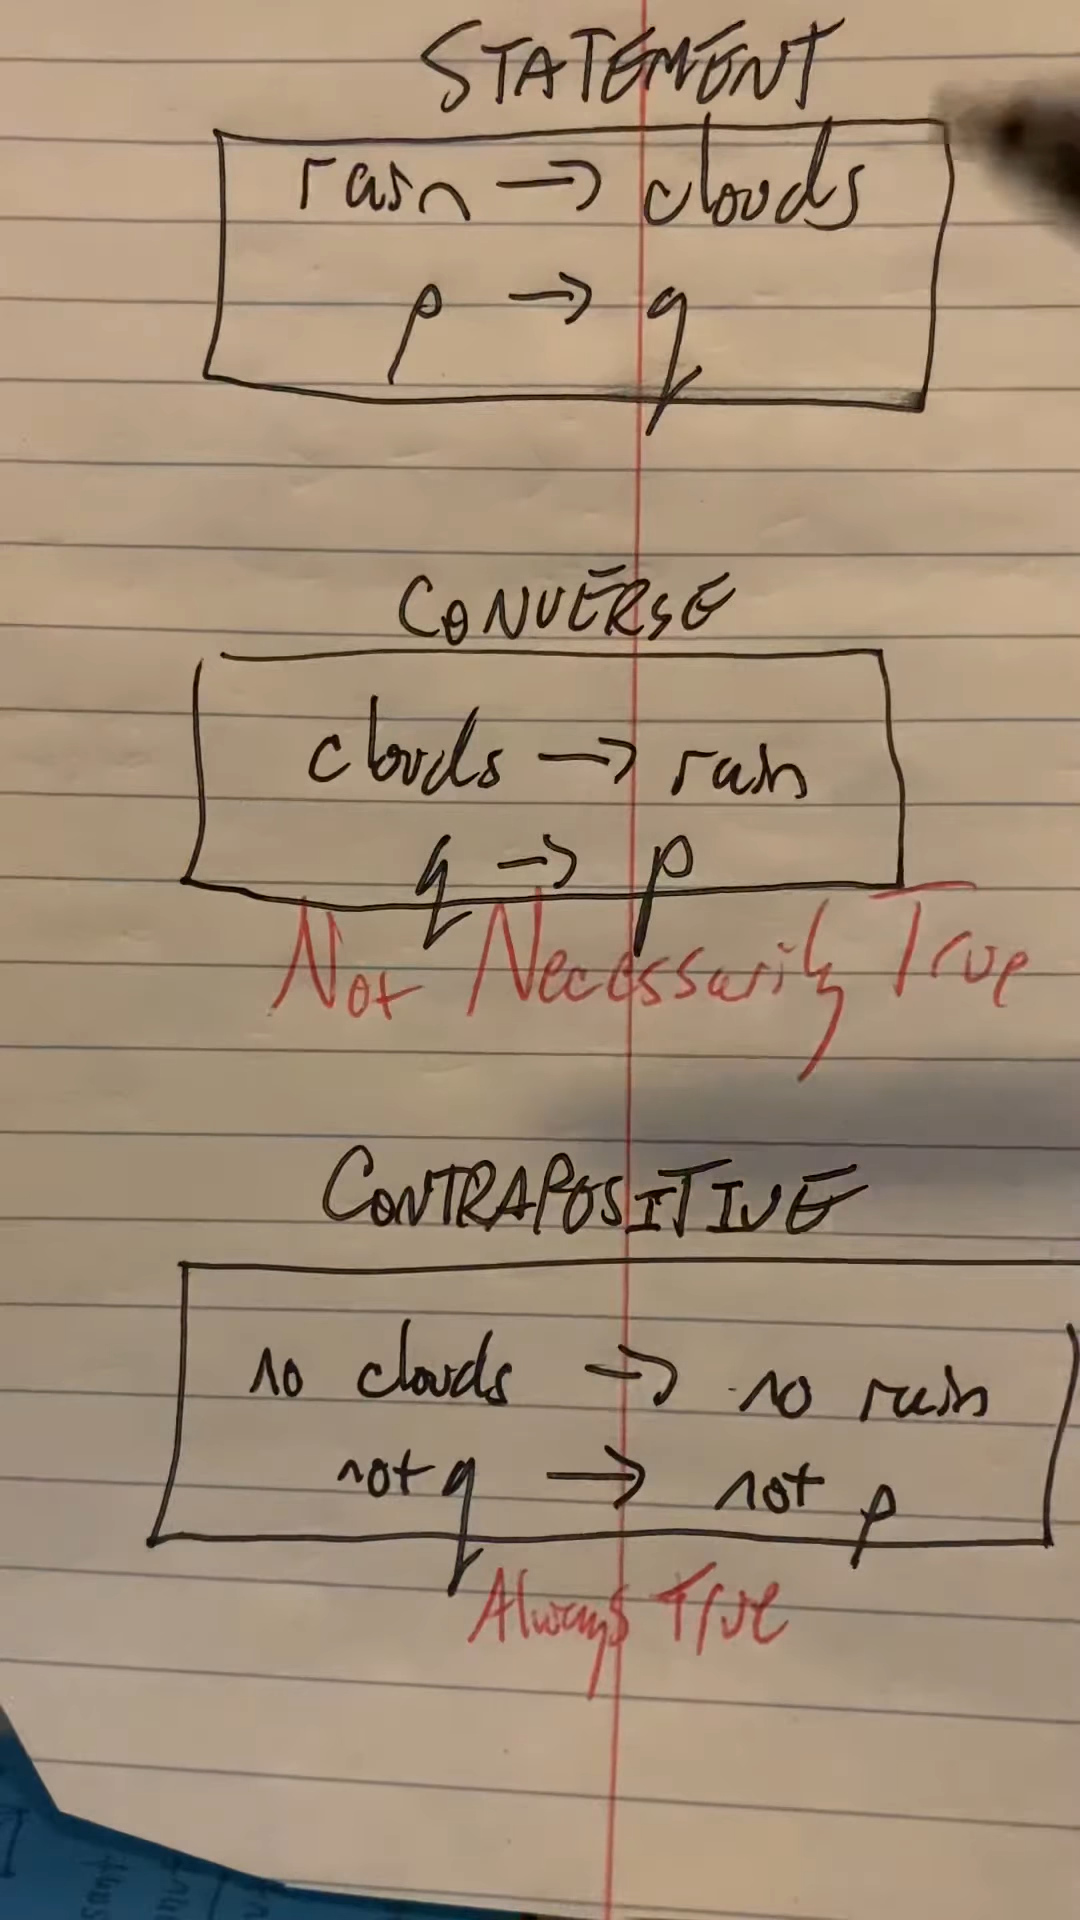 STATEMENT
rain → clouds
p → q
CONVERSE
clouds → rain
q → p
Not Necessarily True
CONTRAPOSITIVE
no clouds → no rain
not q → not p
Always True